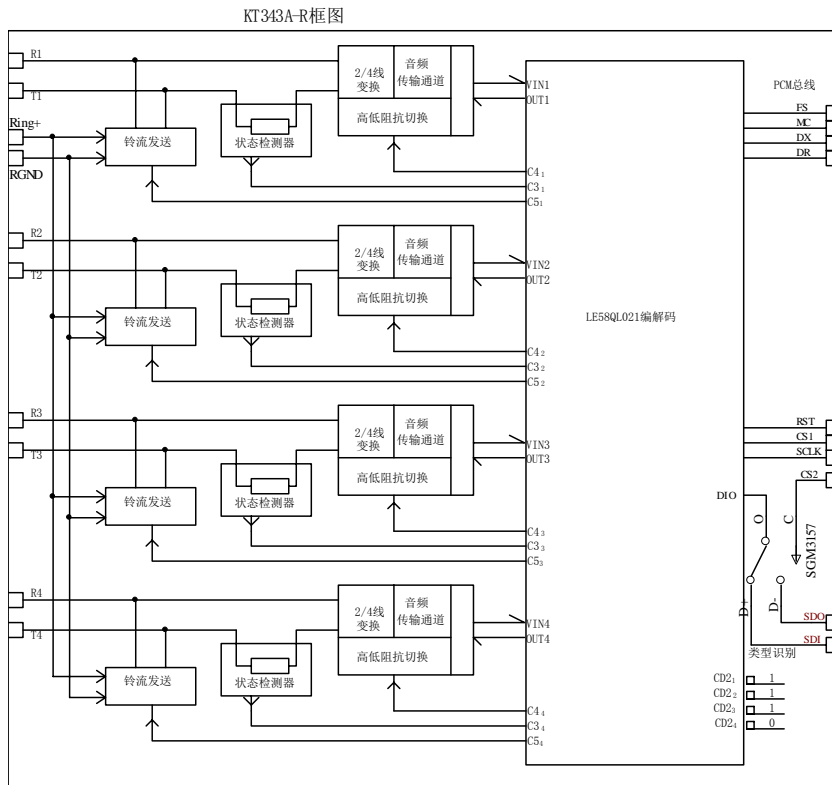 KT343A-R框图
R1
T1
Ring+
RGND
铃流发送
状态检测器
2/4线
变换
音频
传输通道
高低阻抗切换
VIN1
OUT1
C4₁
C3₁
C5₁
R2
T2
铃流发送
状态检测器
2/4线
变换
音频
传输通道
高低阻抗切换
VIN2
OUT2
C4₂
C3₂
C5₂
R3
T3
铃流发送
状态检测器
2/4线
变换
音频
传输通道
高低阻抗切换
VIN3
OUT3
C4₃
C3₃
C5₃
R4
T4
铃流发送
状态检测器
2/4线
变换
音频
传输通道
高低阻抗切换
VIN4
OUT4
C4₄
C3₄
C5₄
LE58QL021编解码
PCM总线
FS
MC
DX
DR
RST
CS1
SCLK
CS2
DIO
O
C
SGM3157
D+
D-
SDO
SDI
类型识别
CD2₁ 1
CD2₂ 1
CD2₃ 1
CD2₄ 0